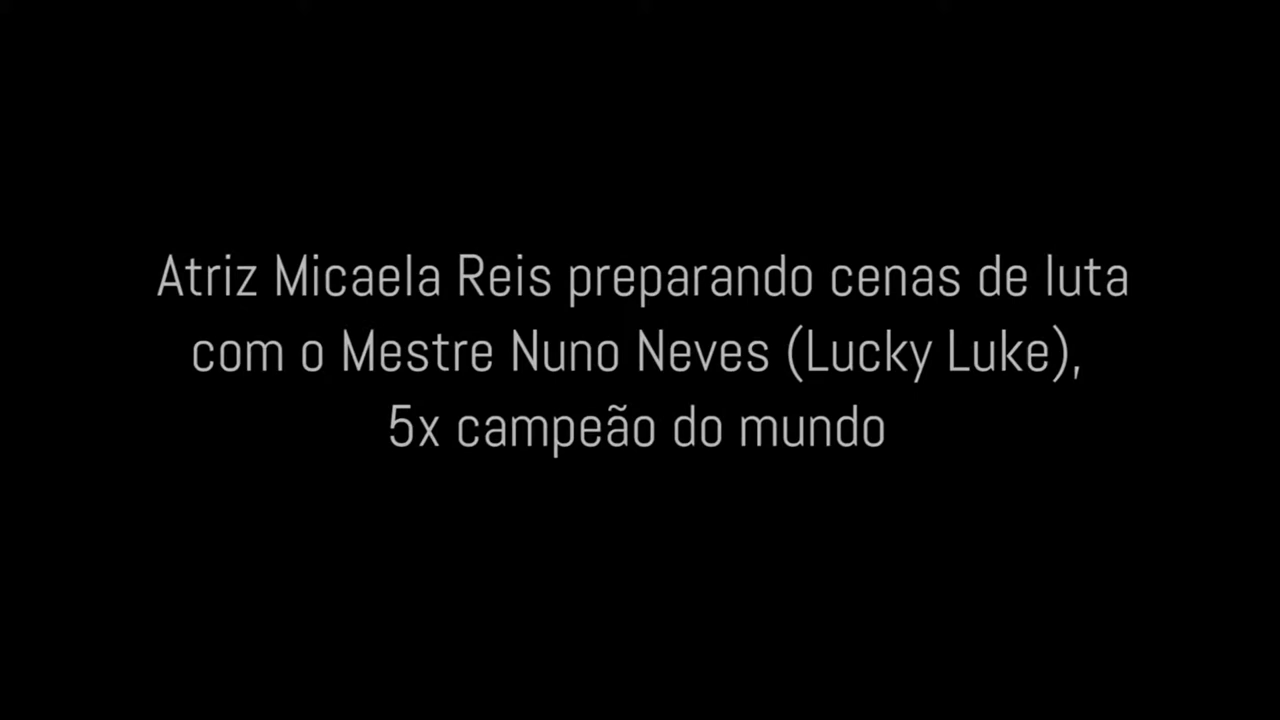 Atriz Micaela Reis preparando cenas de luta
com o Mestre Nuno Neves (Lucky Luke),
5x campeão do mundo